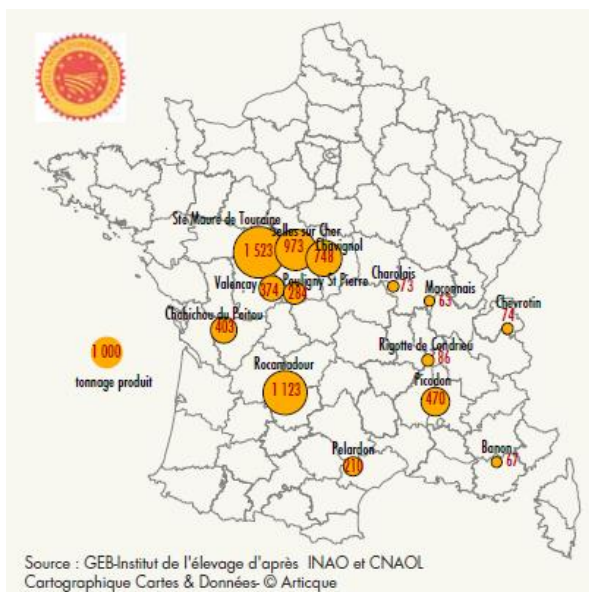 Ste Maure de Touraine
1 523
Selles sur Cher
973
Chavignol
748
Valençay
374
Pouligny St Pierre
284
Charolais
73
Maçonnais
63
Chevrotin
74
Chabichou du Poitou
403
1 000
tonnage produit
Rigotte de Condrieu
86
Rocamadour
1 123
Picodon
470
Pelardon
210
Banon
67
Source : GEB-Institut de l'élevage d'après INAO et CNAOL
Cartographique Cartes & Données- © Articque